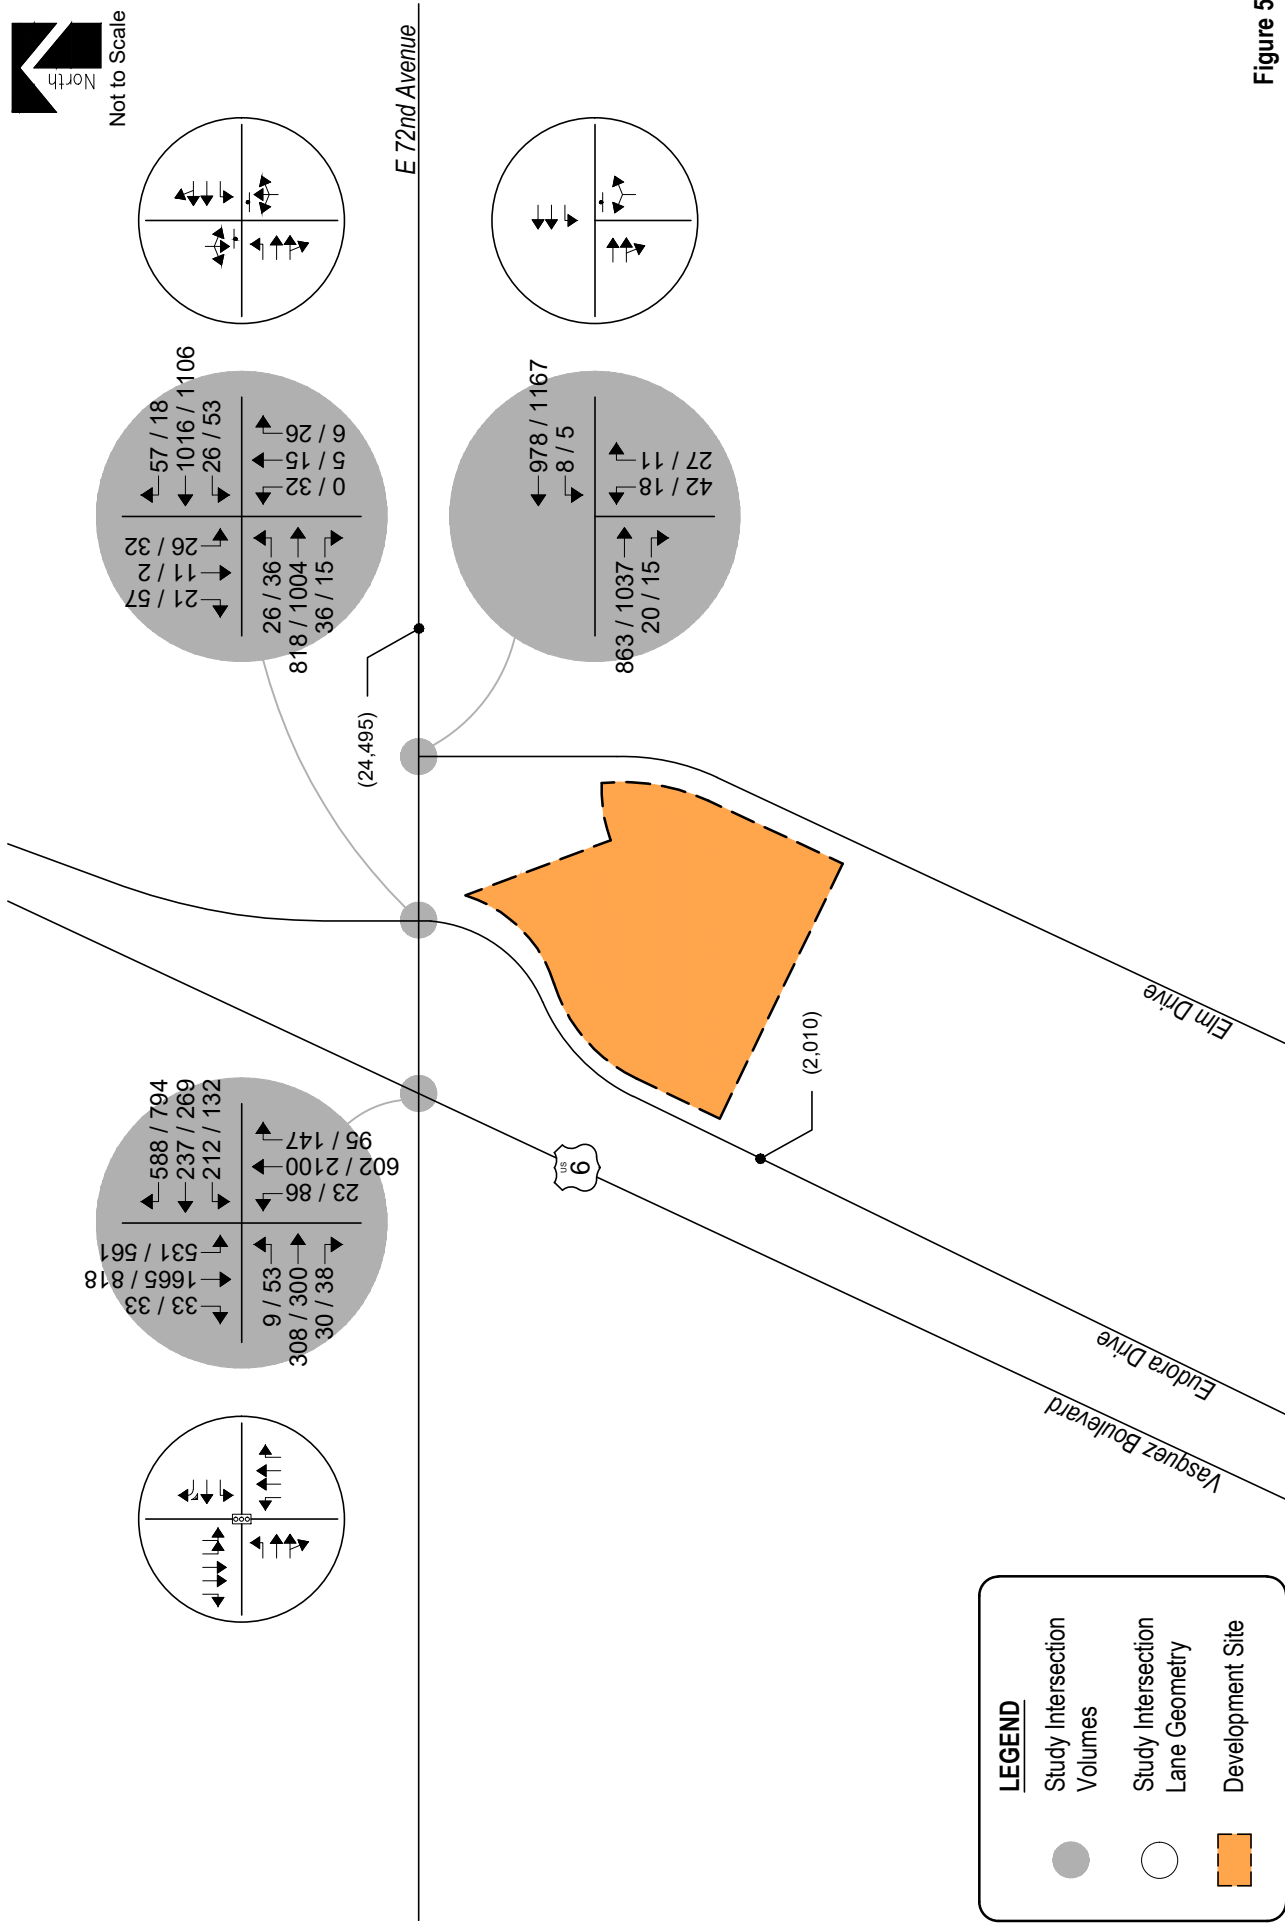 North
Not to Scale
E 72nd Avenue
588 / 794
237 / 269
212 / 132
531 / 561
1665 / 818
33 / 33
9 / 53
308 / 300
30 / 38
95 / 147
602 / 2100
23 / 86
57 / 18
1016 / 1106
26 / 53
26 / 32
11 / 2
21 / 57
26 / 36
818 / 1004
36 / 15
6 / 26
5 / 15
0 / 32
978 / 1167
8 / 5
863 / 1037
20 / 15
27 / 11
42 / 18
(24,495)
(2,010)
US
6
Vasquez Boulevard
Eudora Drive
Elm Drive
LEGEND
Study Intersection
Volumes
Study Intersection
Lane Geometry
Development Site
Figure 5